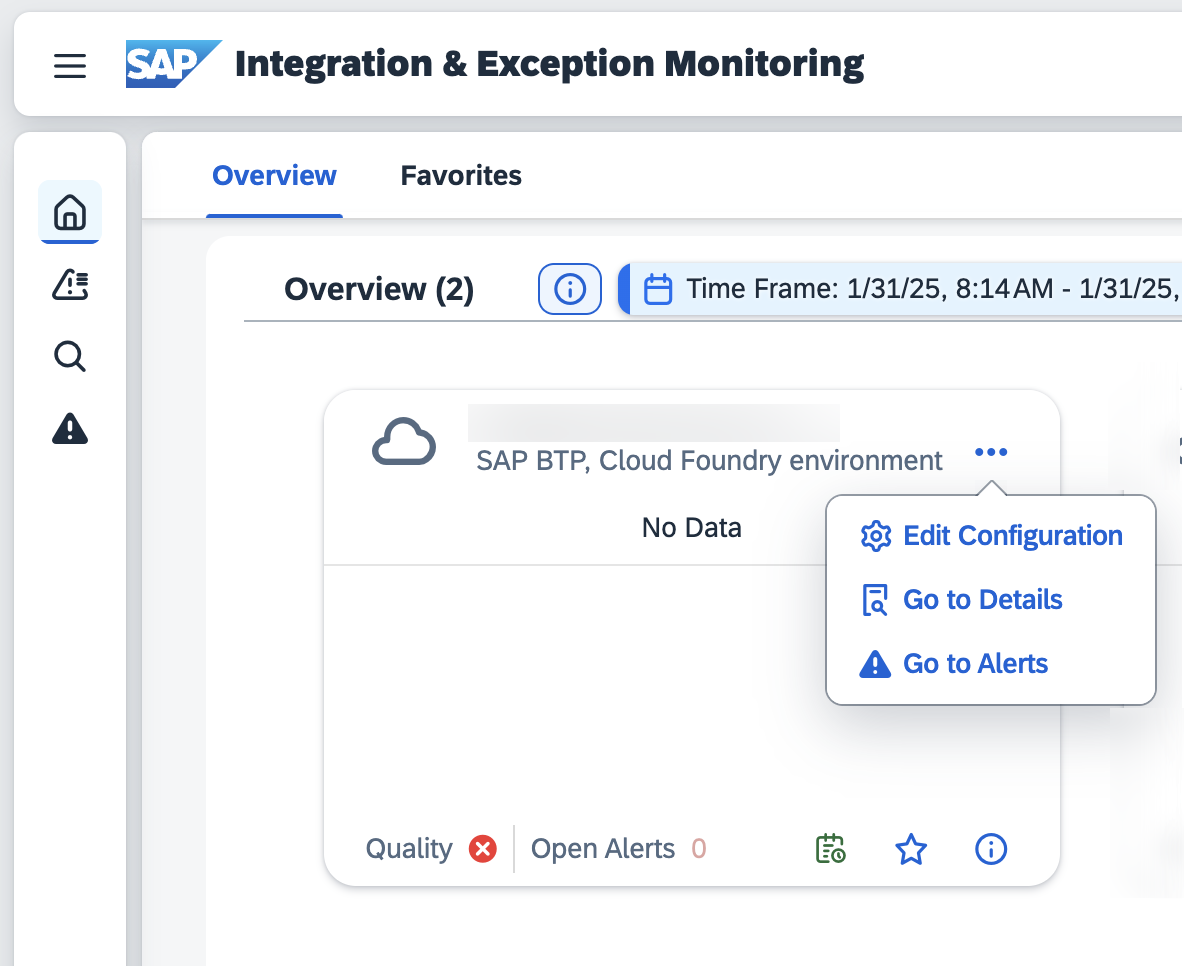 SAP Integration & Exception Monitoring
Overview Favorites
Overview (2) Time Frame: 1/31/25, 8:14 AM - 1/31/25,
SAP BTP, Cloud Foundry environment
No Data
Edit Configuration
Go to Details
Go to Alerts
Quality Open Alerts 0